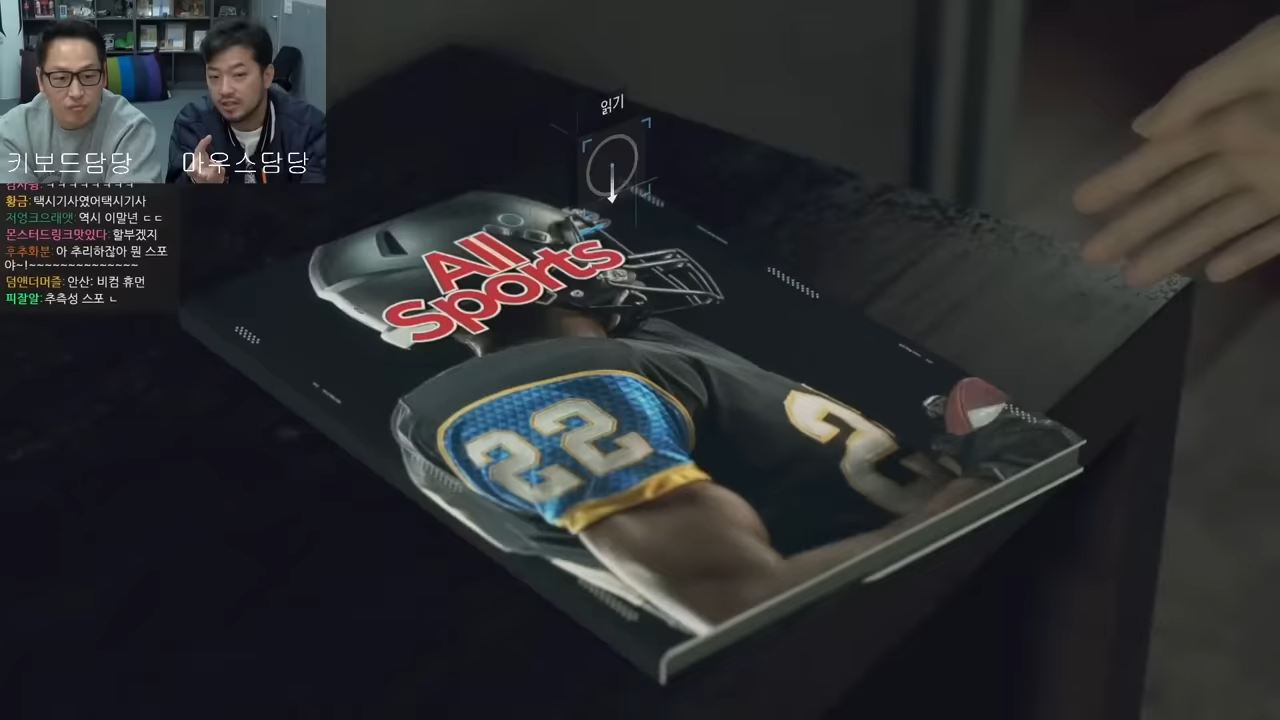 키보드담당
마우스담당
황금: 택시기사였어택시기사
저엉크으래앳: 역시 이말년 ㄷㄷ
몬스터드링크맛있다: 할부겠지
후추화분: 아 추리하잖아 뭔 스포
야~!~~~~~~~~~~~~~~
덤앤더머즐: 안산: 비컴 휴먼
피잘알: 추측성 스포 ㄴ
읽기
All
Sports
22
2